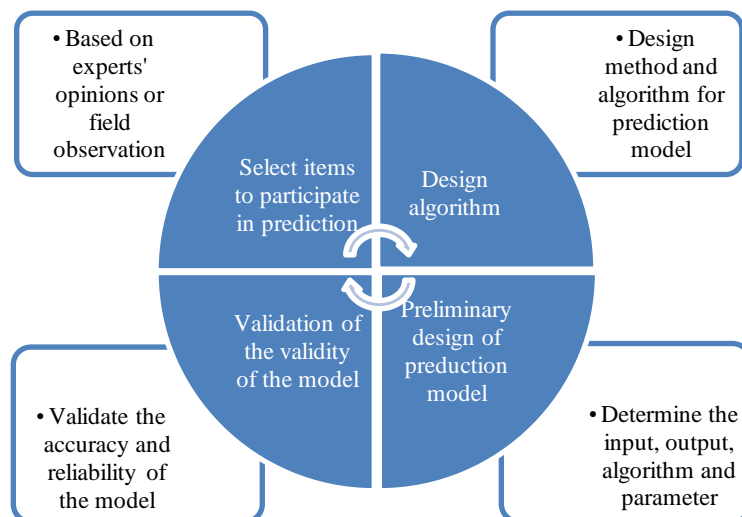 • Based on
experts'
opinions or
field
observation
• Design
method and
algorithm for
prediction
model
Select items
to participate
in prediction
Design
algorithm
Validation of
the validity
of the model
Preliminary
design of
preduction
model
• Validate the
accuracy and
reliability of
the model
• Determine the
input, output,
algorithm and
parameter